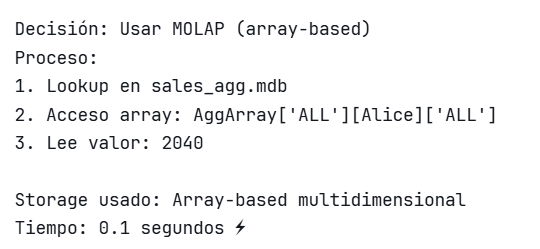 Decisión: Usar MOLAP (array-based)
Proceso:
1. Lookup en sales_agg.mdb
2. Acceso array: AggArray['ALL'][Alice]['ALL']
3. Lee valor: 2040
Storage usado: Array-based multidimensional
Tiempo: 0.1 segundos ⚡